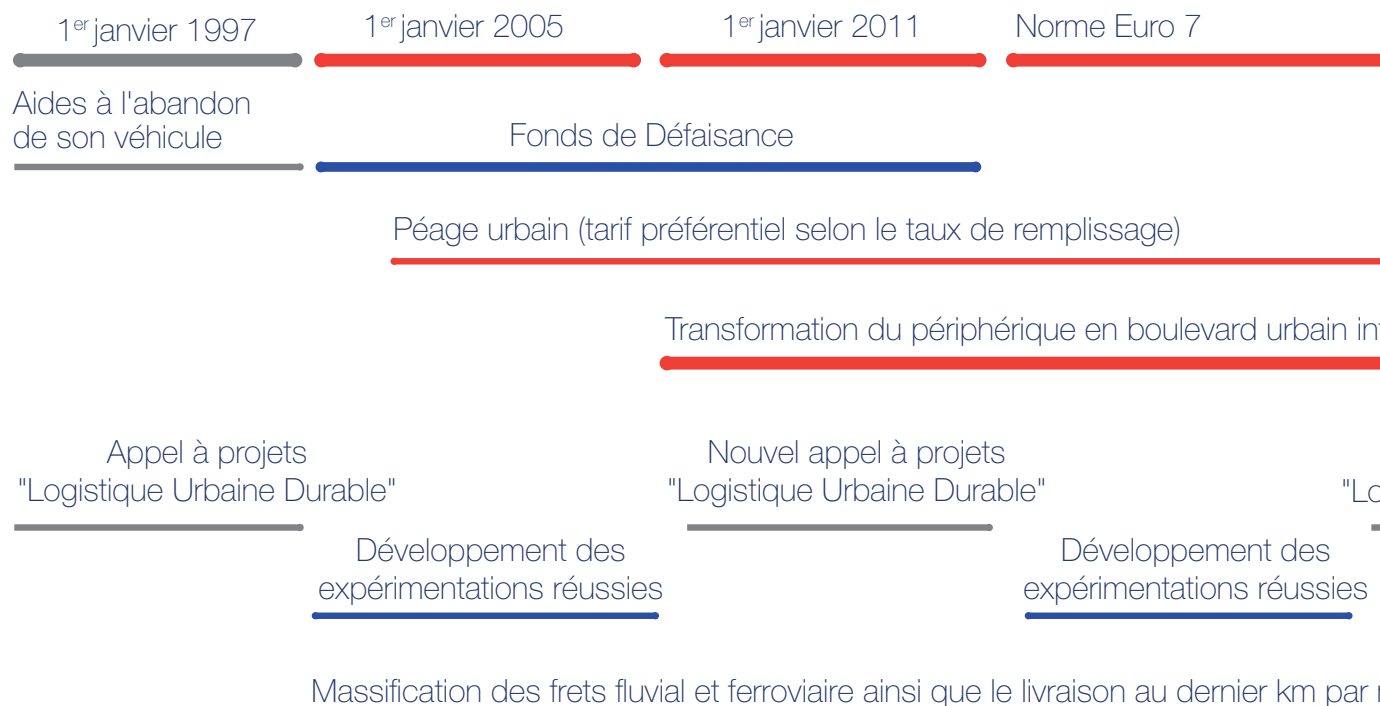 1er janvier 1997
1er janvier 2005
1er janvier 2011
Norme Euro 7
Aides à l'abandon
de son véhicule
Fonds de Défaisance
Péage urbain (tarif préférentiel selon le taux de remplissage)
Transformation du périphérique en boulevard urbain
Appel à projets
"Logistique Urbaine Durable"
Nouvel appel à projets
"Logistique Urbaine Durable"
Développement des
expérimentations réussies
Développement des
expérimentations réussies
Massification des frets fluvial et ferroviaire ainsi que le livraison au dernier km par